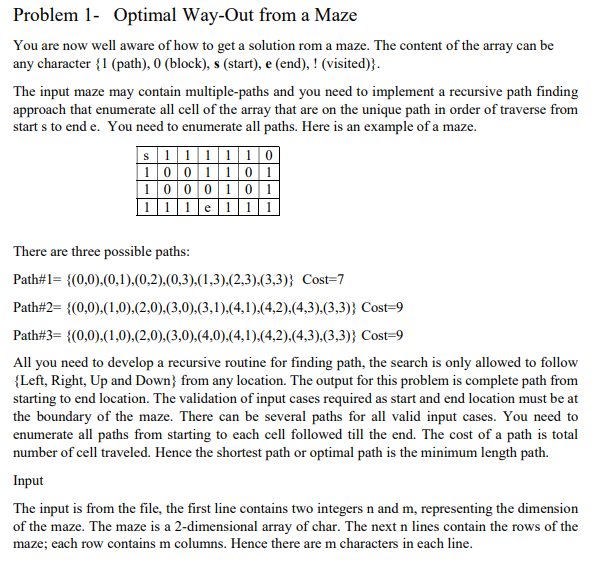 Problem 1- Optimal Way-Out from a Maze
You are now well aware of how to get a solution rom a maze. The content of the array can be
any character {1 (path), 0 (block), s (start), e (end), ! (visited)}.
The input maze may contain multiple-paths and you need to implement a recursive path finding
approach that enumerate all cell of the array that are on the unique path in order of traverse from
start s to end e. You need to enumerate all paths. Here is an example of a maze.
s 1 1 1 1 1 0
1 0 0 1 1 0 1
1 0 0 0 1 0 1
1 1 1 e 1 1 1
There are three possible paths:
Path#1= {(0,0),(0,1),(0,2),(0,3),(1,3),(2,3),(3,3)} Cost=7
Path#2= {(0,0),(1,0),(2,0),(3,0),(3,1),(4,1),(4,2),(4,3),(3,3)} Cost=9
Path#3= {(0,0),(1,0),(2,0),(3,0),(4,0),(4,1),(4,2),(4,3),(3,3)} Cost=9
All you need to develop a recursive routine for finding path, the search is only allowed to follow
{Left, Right, Up and Down} from any location. The output for this problem is complete path from
starting to end location. The validation of input cases required as start and end location must be at
the boundary of the maze. There can be several paths for all valid input cases. You need to
enumerate all paths from starting to each cell followed till the end. The cost of a path is total
number of cell traveled. Hence the shortest path or optimal path is the minimum length path.
Input
The input is from the file, the first line contains two integers n and m, representing the dimension
of the maze. The maze is a 2-dimensional array of char. The next n lines contain the rows of the
maze; each row contains m columns. Hence there are m characters in each line.